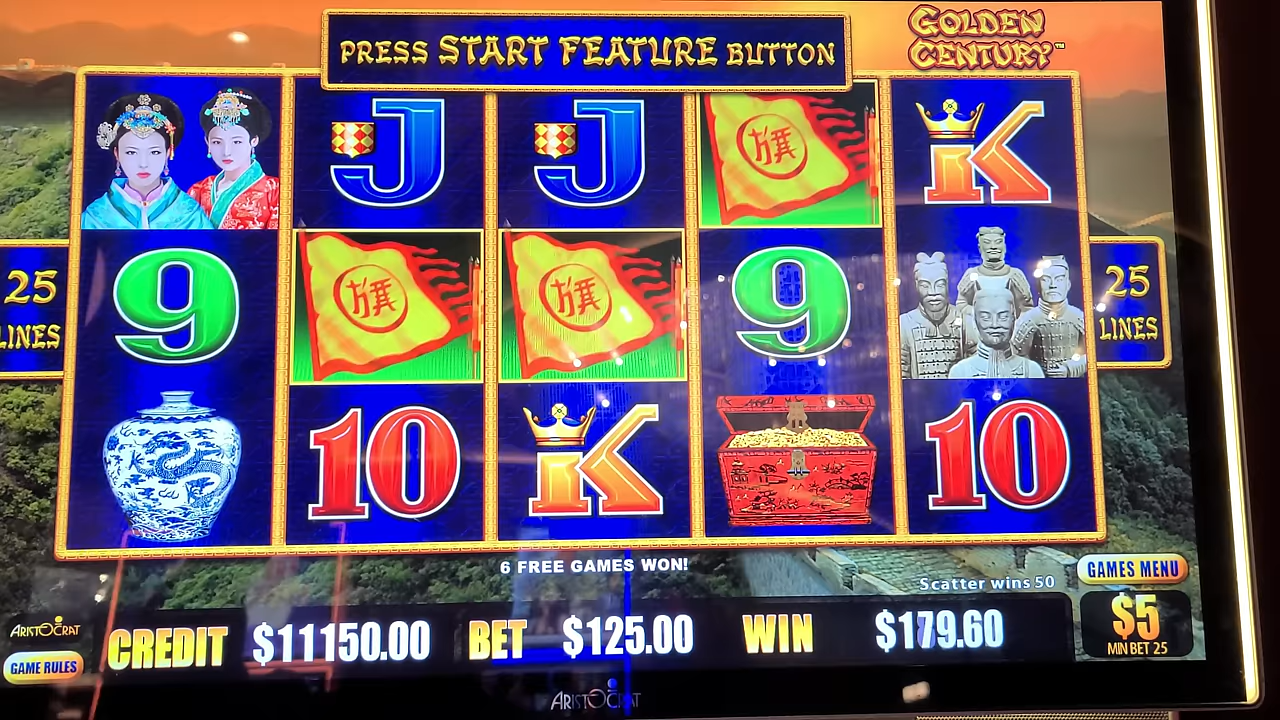 PRESS START FEATURE BUTTON
GOLDEN
CENTURY™
J
J
旗
K
25
LINES
9
旗
旗
9
25
LINES
10
K
10
6 FREE GAMES WON!
Scatter wins 50
GAMES MENU
ARISTOCRAT
GAME RULES
CREDIT $11150.00 BET $125.00 WIN $179.60
$5
MIN BET 25
ARISTOCRAT